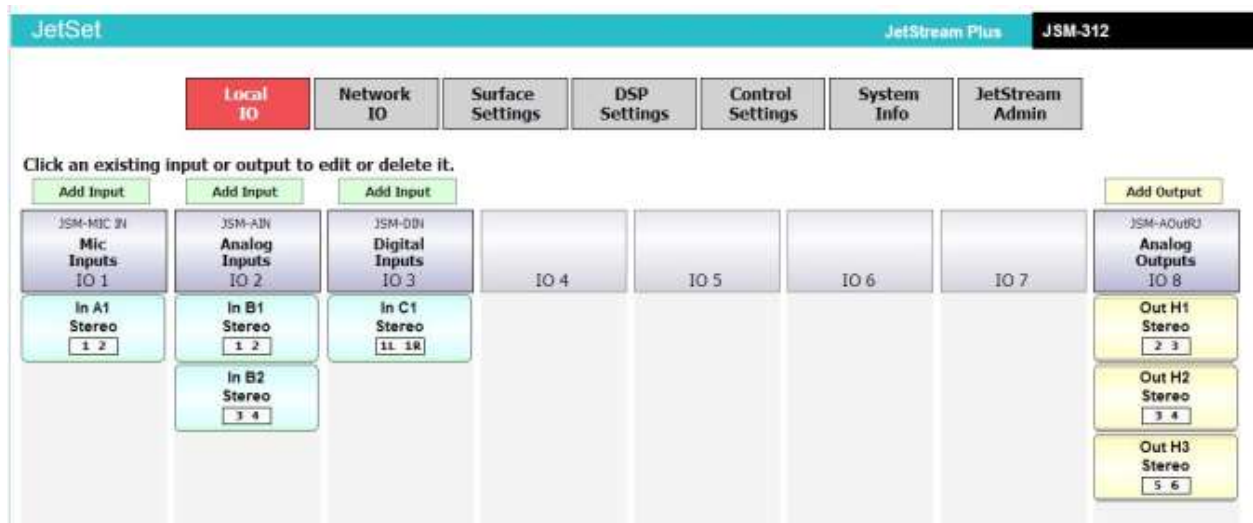 JetSet
JetStream Plus
JSM-312
Local
IO
Network
IO
Surface
Settings
DSP
Settings
Control
Settings
System
Info
JetStream
Admin
Click an existing input or output to edit or delete it.
Add Input
Add Input
Add Input
Add Output
JSM-MIC IN
Mic
Inputs
IO 1
JSM-AIN
Analog
Inputs
IO 2
JSM-DIN
Digital
Inputs
IO 3
IO 4
IO 5
IO 6
IO 7
JSM-AOutRJ
Analog
Outputs
IO 8
In A1
Stereo
1 2
In B1
Stereo
1 2
In C1
Stereo
1L 1R
Out H1
Stereo
2 3
In B2
Stereo
3 4
Out H2
Stereo
3 4
Out H3
Stereo
5 6